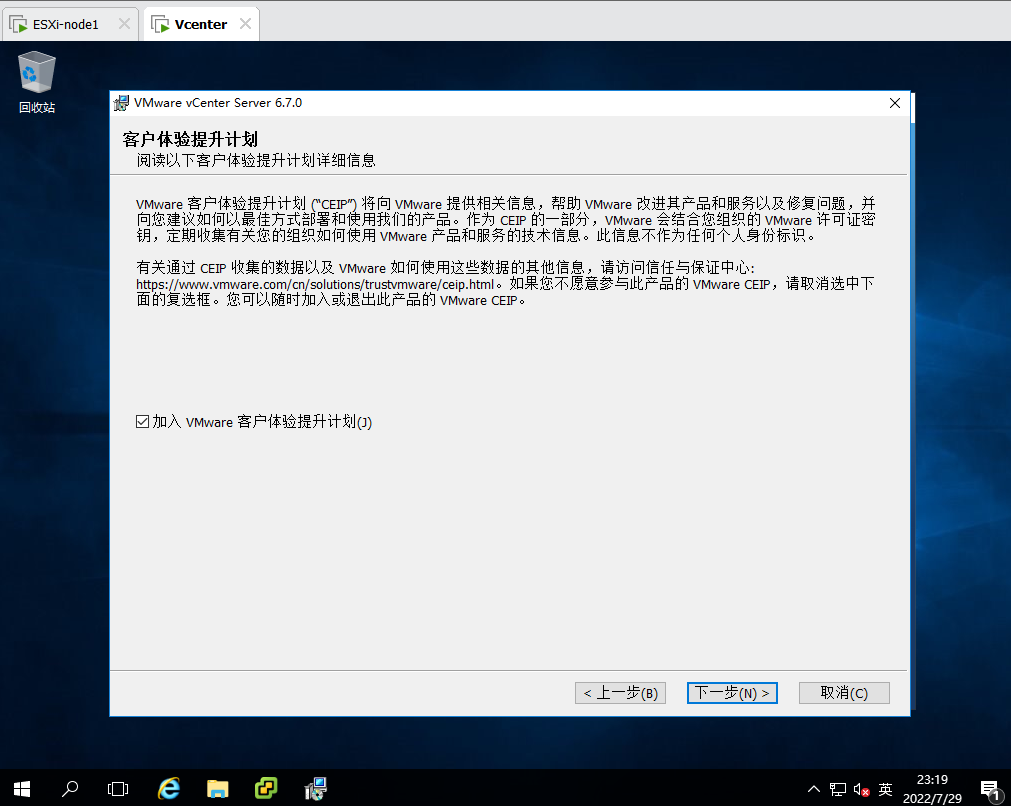 ESXi-node1
Vcenter
回收站
VMware vCenter Server 6.7.0
客户体验提升计划
阅读以下客户体验提升计划详细信息
VMware 客户体验提升计划 (“CEIP”) 将向 VMware 提供相关信息，帮助 VMware 改进其产品和服务以及修复问题，并
向您建议如何以最佳方式部署和使用我们的产品。作为 CEIP 的一部分，VMware 会结合您组织的 VMware 许可证密
钥，定期收集有关您的组织如何使用 VMware 产品和服务的技术信息。此信息不作为任何个人身份标识。
有关通过 CEIP 收集的数据以及 VMware 如何使用这些数据的其他信息，请访问信任与保证中心:
https://www.vmware.com/cn/solutions/trustvmware/ceip.html。如果您不愿意参与此产品的 VMware CEIP，请取消选中下
面的复选框。您可以随时加入或退出此产品的 VMware CEIP。
加入 VMware 客户体验提升计划(J)
< 上一步(B)
下一步(N) >
取消(C)
英
23:19
2022/7/29
1